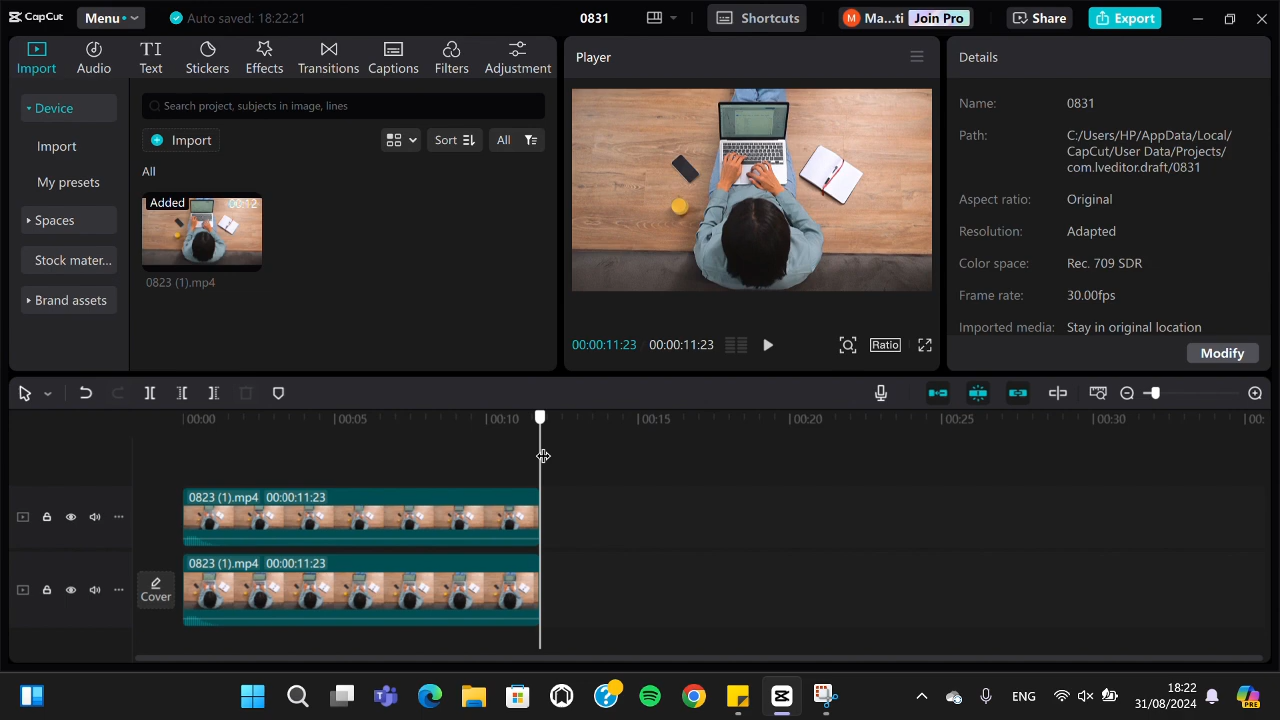 CapCut
Menu
Auto saved: 18:22:21
0831
Shortcuts
M
Ma...ti
Join Pro
Share
Export
Import
Audio
TI
Text
Stickers
Effects
Transitions
Captions
Filters
Adjustment
Device
Import
My presets
Spaces
Stock mater...
Brand assets
Search project, subjects in image, lines
Import
Sort
All
All
Added
00:12
0823 (1).mp4
Player
00:00:11:23
00:00:11:23
Ratio
Details
Name: 0831
Path: C:/Users/HP/AppData/Local/
CapCut/User Data/Projects/
com.lveditor.draft/0831
Aspect ratio: Original
Resolution: Adapted
Color space: Rec. 709 SDR
Frame rate: 30.00fps
Imported media: Stay in original location
Modify
00:00
00:05
00:10
00:15
00:20
00:25
00:30
00:
0823 (1).mp4 00:00:11:23
Cover
0823 (1).mp4 00:00:11:23
ENG
18:22
31/08/2024
PRE